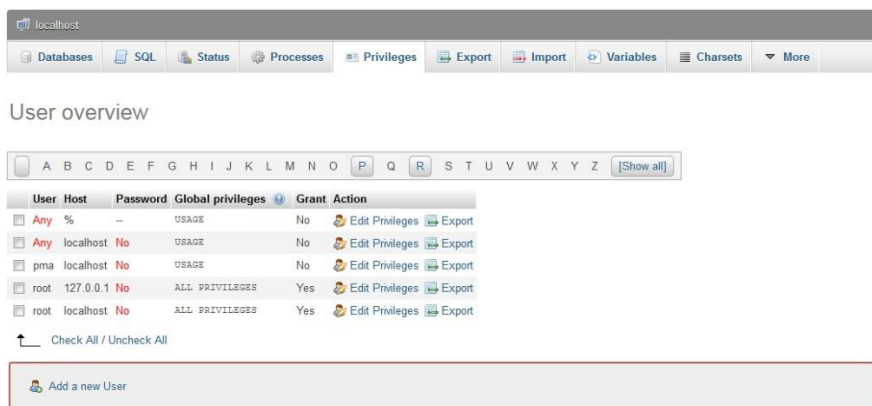 localhost
Databases SQL Status Processes Privileges Export Import Variables Charsets More
User overview
A B C D E F G H I J K L M N O P Q R S T U V W X Y Z [Show all]
User Host Password Global privileges Grant Action
Any % -- USAGE No Edit Privileges Export
Any localhost No USAGE No Edit Privileges Export
pma localhost No USAGE No Edit Privileges Export
root 127.0.0.1 No ALL PRIVILEGES Yes Edit Privileges Export
root localhost No ALL PRIVILEGES Yes Edit Privileges Export
Check All / Uncheck All
Add a new User